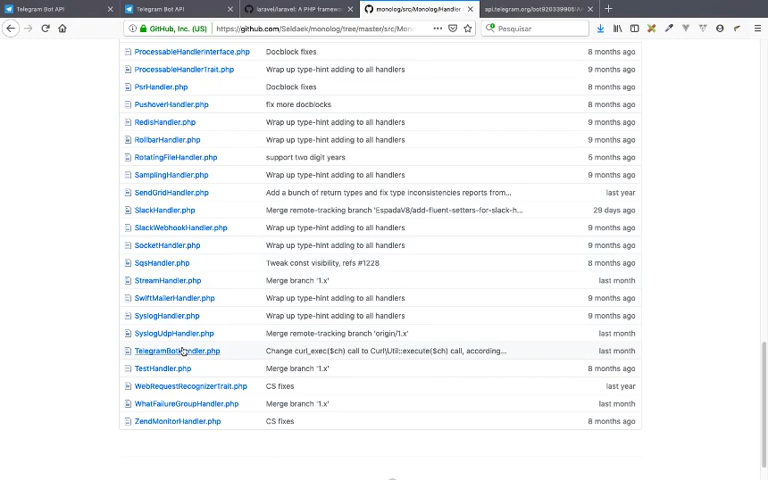 Telegram Bot API
Telegram Bot API
laravel/laravel: A PHP framewo
monolog/src/Monolog/Handler
GitHub, Inc. (US)
https://github.com/Seldaek/monolog/tree/master/src/Mono
Pesquisar
ProcessableHandlerInterface.php Docblock fixes 8 months ago
ProcessableHandlerTrait.php Wrap up type-hint adding to all handlers 9 months ago
PsrHandler.php Docblock fixes 8 months ago
PushoverHandler.php fix more docblocks 8 months ago
RedisHandler.php Wrap up type-hint adding to all handlers 9 months ago
RollbarHandler.php Wrap up type-hint adding to all handlers 9 months ago
RotatingFileHandler.php support two digit years 5 months ago
SamplingHandler.php Wrap up type-hint adding to all handlers 9 months ago
SendGridHandler.php Add a bunch of return types and fix type inconsistencies reports from... last year
SlackHandler.php Merge remote-tracking branch 'EspadaV8/add-fluent-setters-for-slack-h... 29 days ago
SlackWebhookHandler.php Wrap up type-hint adding to all handlers 9 months ago
SocketHandler.php Wrap up type-hint adding to all handlers 9 months ago
SqsHandler.php Tweak const visibility, refs #1228 8 months ago
StreamHandler.php Merge branch '1.x' last month
SwiftMailerHandler.php Wrap up type-hint adding to all handlers 9 months ago
SyslogHandler.php Wrap up type-hint adding to all handlers 9 months ago
SyslogUdpHandler.php Merge remote-tracking branch 'origin/1.x' last month
TelegramBotHandler.php Change curl_exec($ch) call to Curl\Util::execute($ch) call, according... last month
TestHandler.php Merge branch '1.x' 8 months ago
WebRequestRecognizerTrait.php CS fixes last year
WhatFailureGroupHandler.php Merge branch '1.x' last month
ZendMonitorHandler.php CS fixes 8 months ago